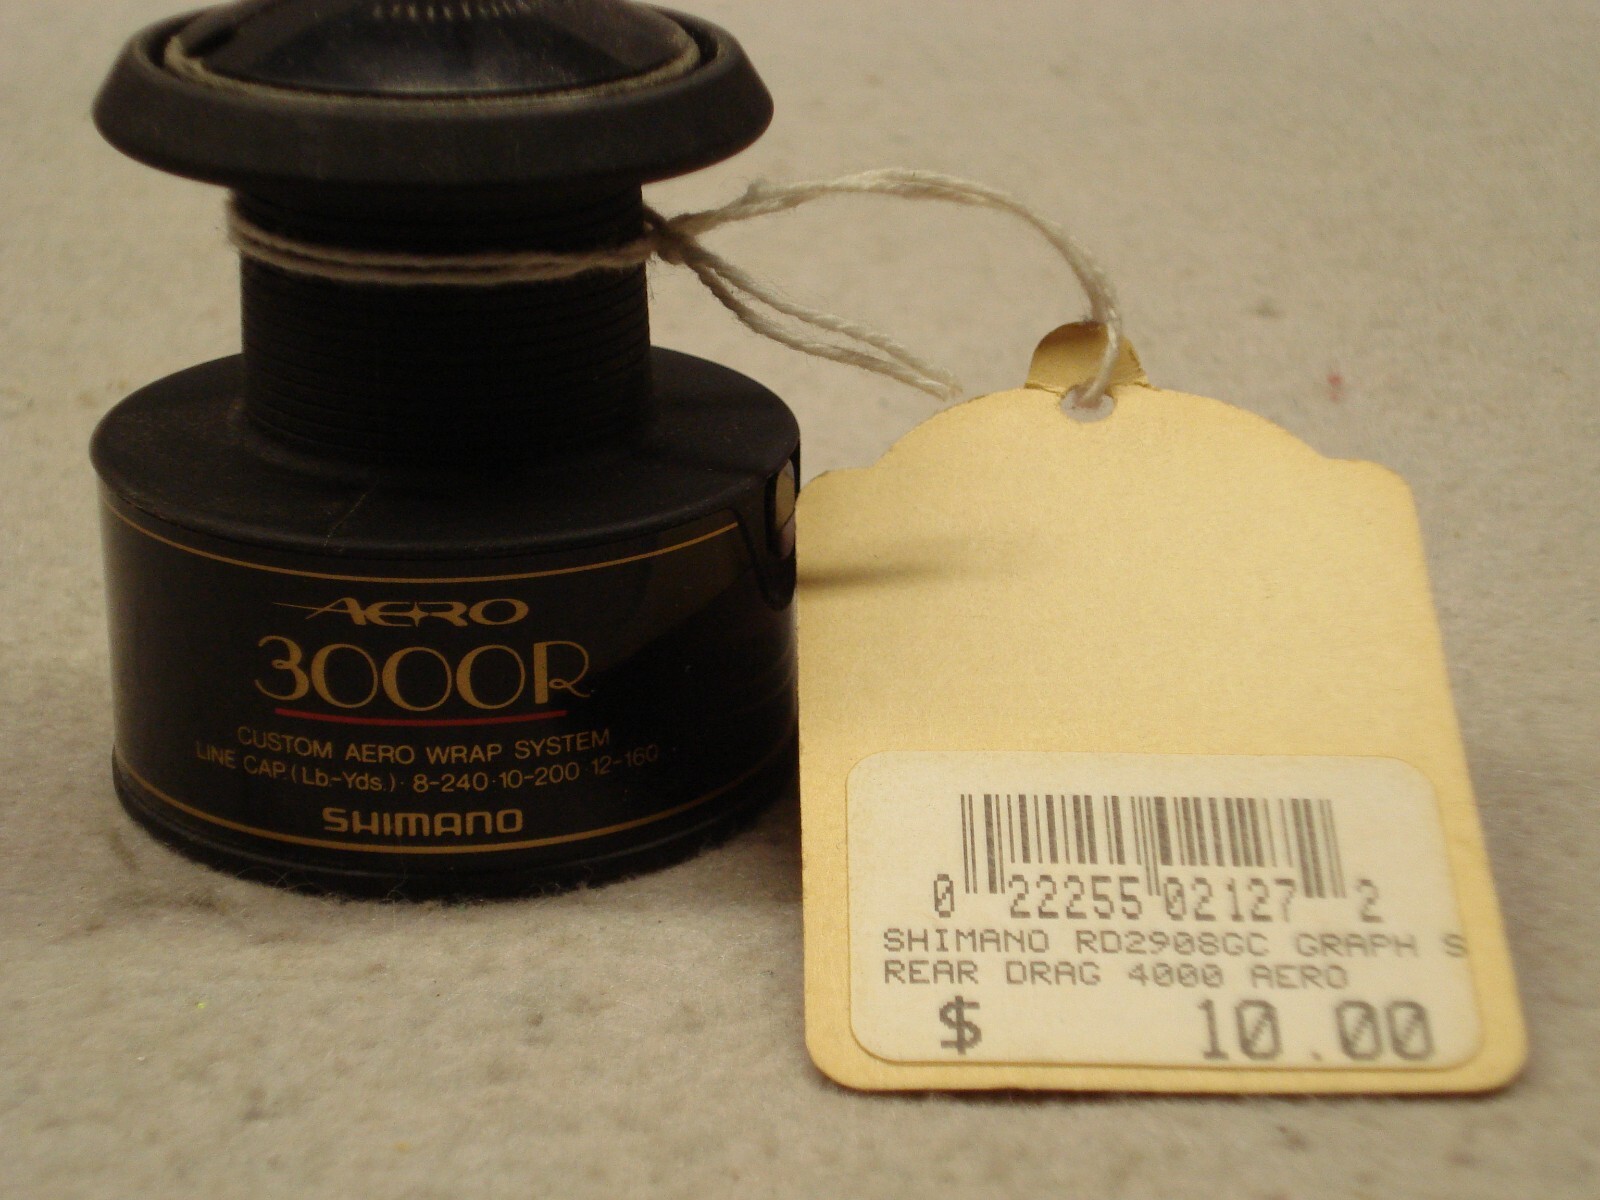 AERO
3000R
CUSTOM AERO WRAP SYSTEM
LINE CAP. (Lb.-Yds.) · 8-240 · 10-200 · 12-160
SHIMANO
0 22255 02127 2
SHIMANO RD2908GC GRAPH S
REAR DRAG 4000 AERO
$ 10.00